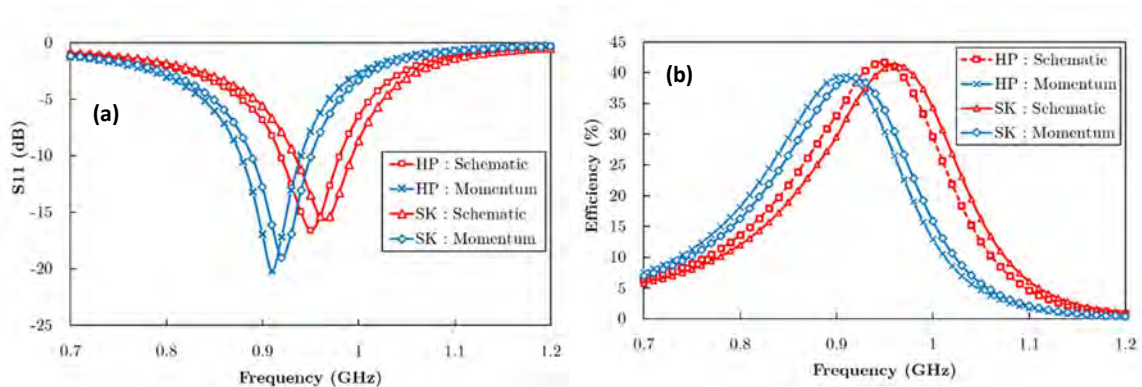 (a)
S11 (dB)
0
-5
-10
-15
-20
-25
0.7
0.8
0.9
1
1.1
1.2
Frequency (GHz)
HP : Schematic
HP : Momentum
SK : Schematic
SK : Momentum
(b)
Efficiency (%)
45
40
35
30
25
20
15
10
5
0
0.7
0.8
0.9
1
1.1
1.2
Frequency (GHz)
HP : Schematic
HP : Momentum
SK : Schematic
SK : Momentum